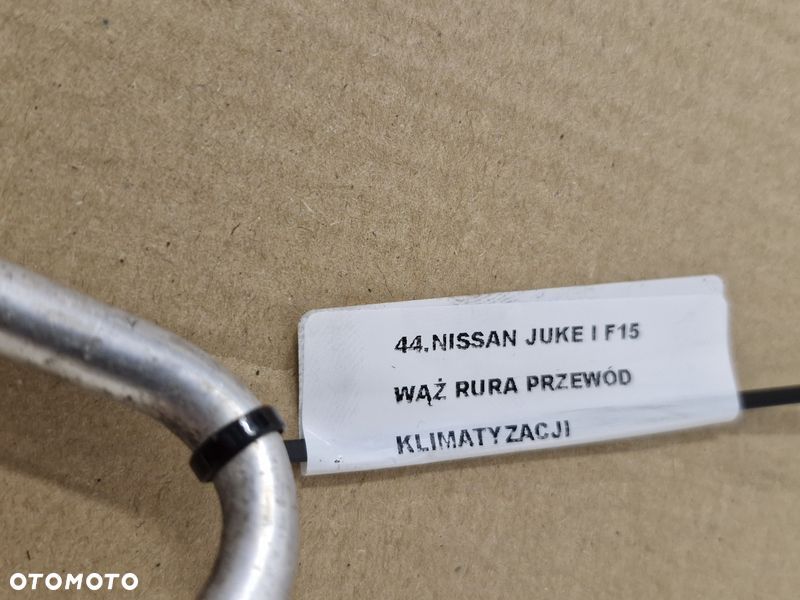 44.NISSAN JUKE I F15
WĄŻ RURA PRZEWÓD
KLIMATYZACJI
OTOMOTO